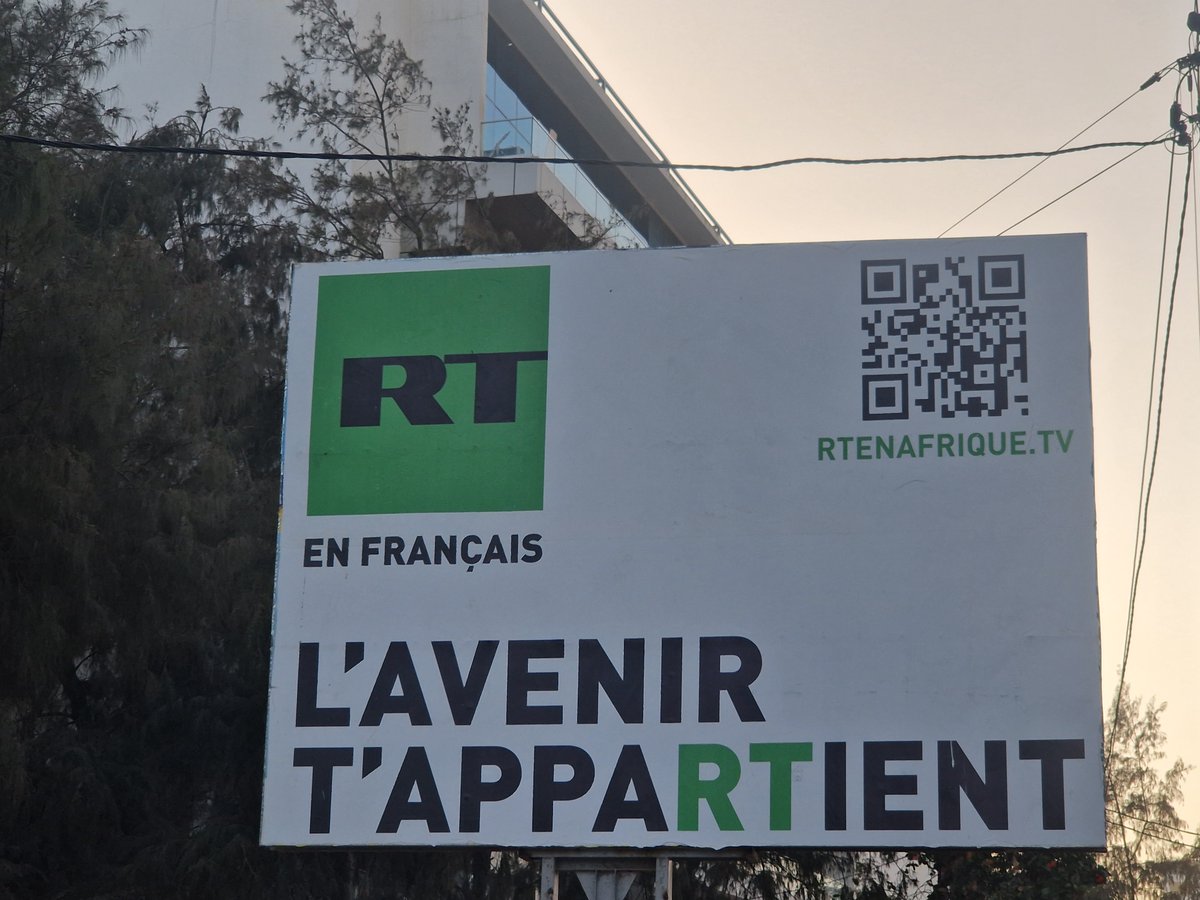 RT
EN FRANÇAIS
RTENAFRIQUE.TV
L'AVENIR
T'APPARTIENT